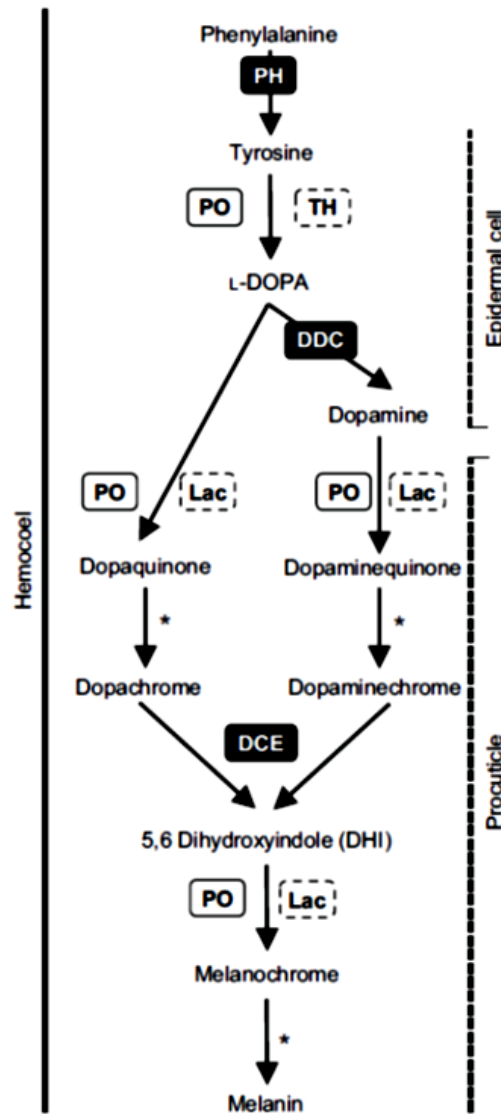 Phenylalanine
PH
Tyrosine
PO TH
L-DOPA
DDC
Dopamine
PO Lac PO Lac
Dopaquinone Dopaminequinone
* *
Dopachrome Dopaminechrome
DCE
5,6 Dihydroxyindole (DHI)
PO Lac
Melanochrome
*
Melanin
Hemocoel
Epidermal cell
Procuticle